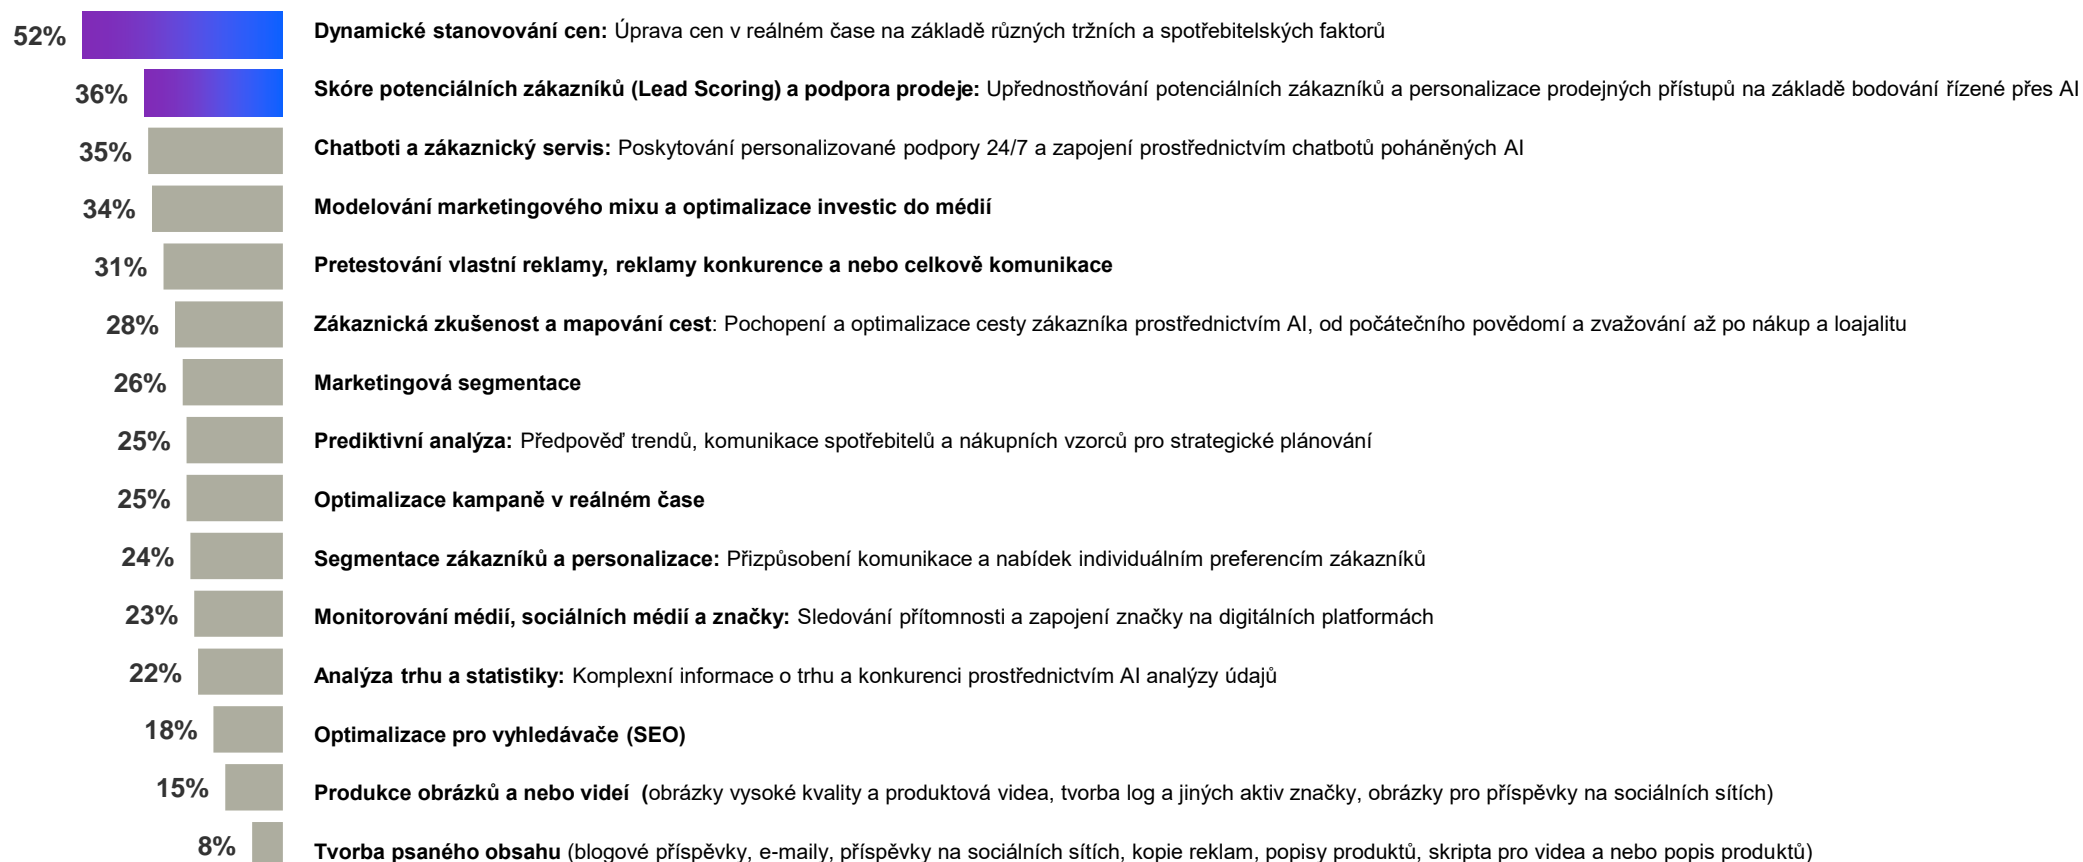 52% Dynamické stanovování cen: Úprava cen v reálném čase na základě různých tržních a spotřebitelských faktorů
36% Skóre potenciálních zákazníků (Lead Scoring) a podpora prodeje: Upřednostňování potenciálních zákazníků a personalizace prodejných přístupů na základě bodování řízené přes AI
35% Chatboti a zákaznický servis: Poskytování personalizované podpory 24/7 a zapojení prostřednictvím chatbotů poháněných AI
34% Modelování marketingového mixu a optimalizace investic do médií
31% Pretestování vlastní reklamy, reklamy konkurence a nebo celkově komunikace
28% Zákaznická zkušenost a mapování cest: Pochopení a optimalizace cesty zákazníka prostřednictvím AI, od počátečního povědomí a zvažování až po nákup a loajalitu
26% Marketingová segmentace
25% Prediktivní analýza: Předpověď trendů, komunikace spotřebitelů a nákupních vzorců pro strategické plánování
25% Optimalizace kampaně v reálném čase
24% Segmentace zákazníků a personalizace: Přizpůsobení komunikace a nabídek individuálním preferencím zákazníků
23% Monitorování médií, sociálních médií a značky: Sledování přítomnosti a zapojení značky na digitálních platformách
22% Analýza trhu a statistiky: Komplexní informace o trhu a konkurenci prostřednictvím AI analýzy údajů
18% Optimalizace pro vyhledávače (SEO)
15% Produkce obrázků a nebo videí (obrázky vysoké kvality a produktová videa, tvorba log a jiných aktiv značky, obrázky pro příspěvky na sociálních sítích)
8% Tvorba psaného obsahu (blogové příspěvky, e-maily, příspěvky na sociálních sítích, kopie reklam, popisy produktů, skripta pro videa a nebo popis produktů)